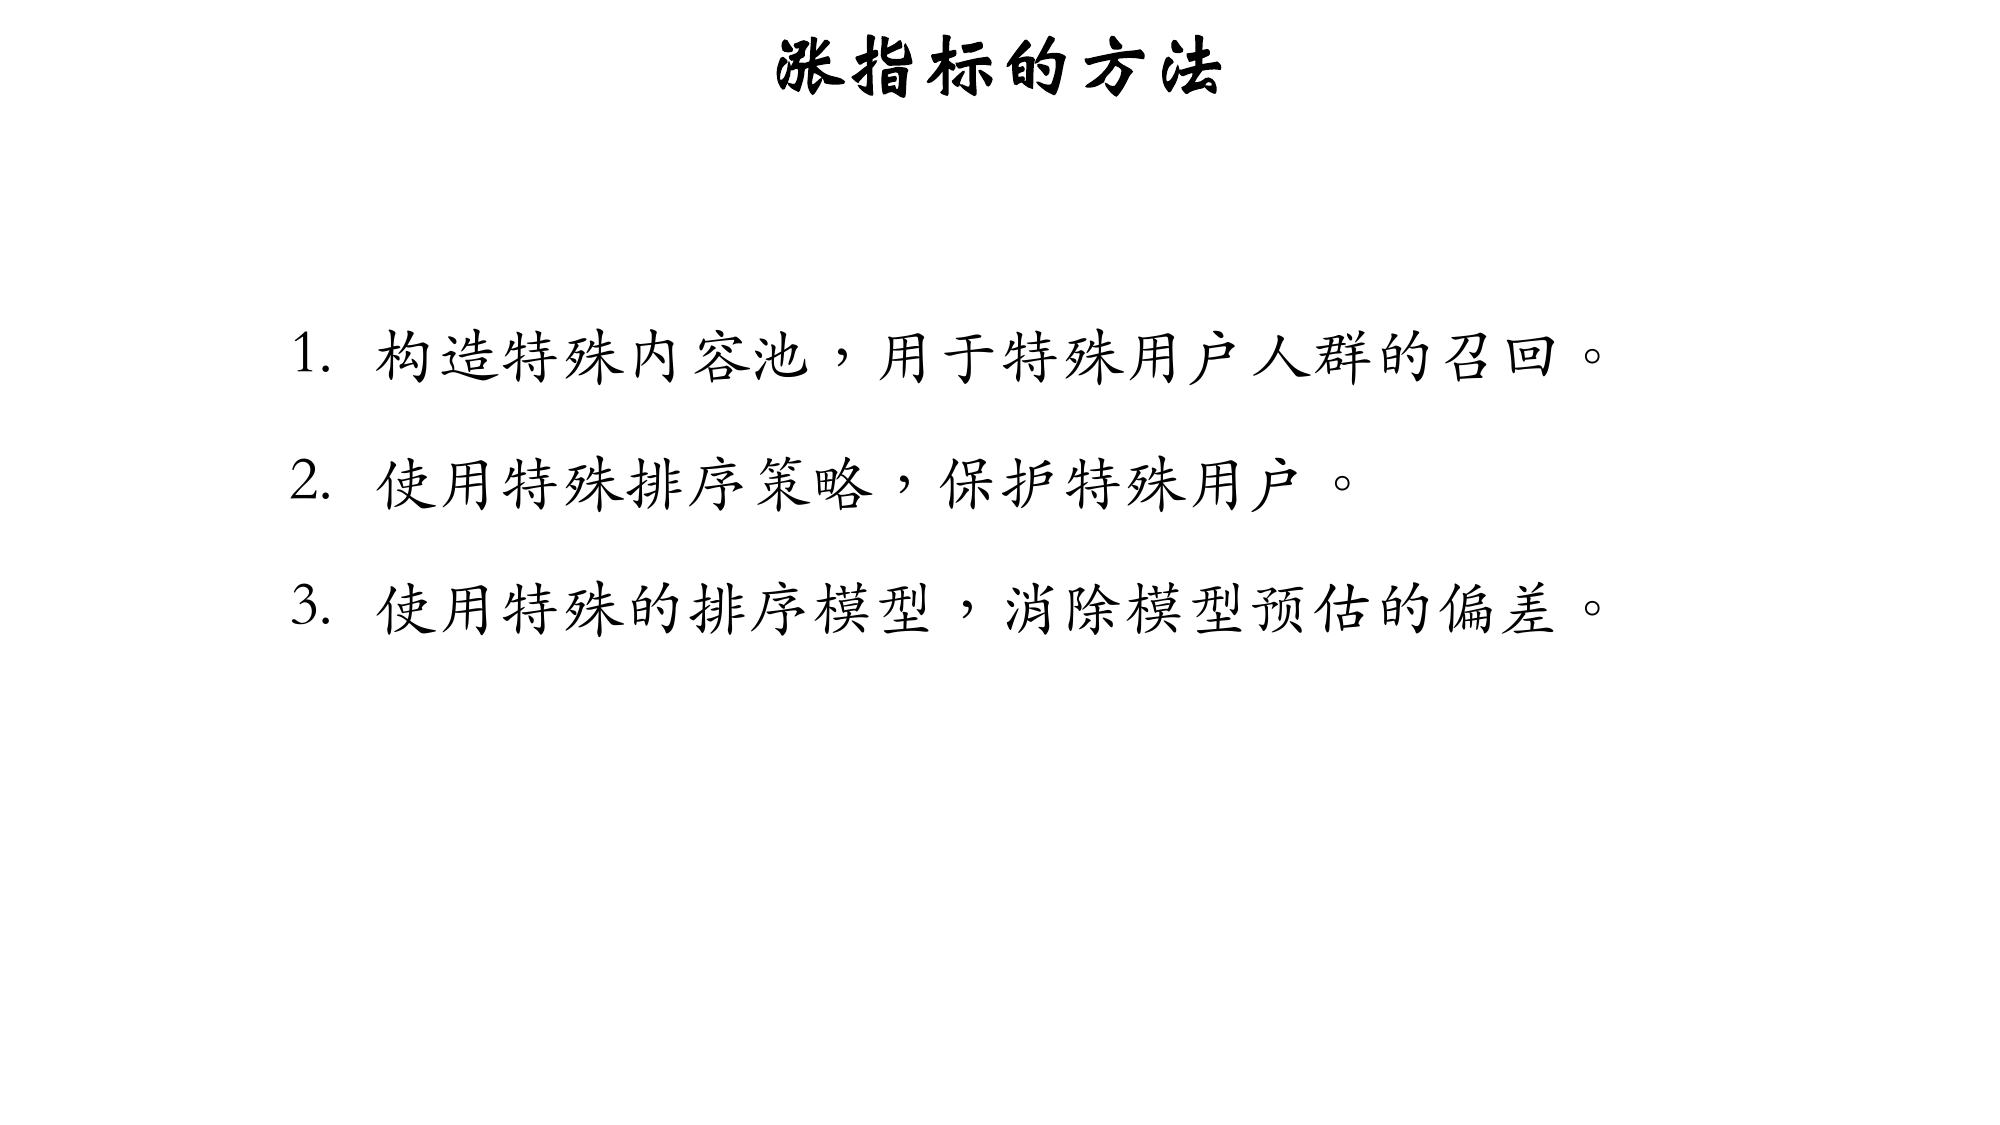 涨指标的方法
1. 构造特殊内容池，用于特殊用户人群的召回。
2. 使用特殊排序策略，保护特殊用户。
3. 使用特殊的排序模型，消除模型预估的偏差。